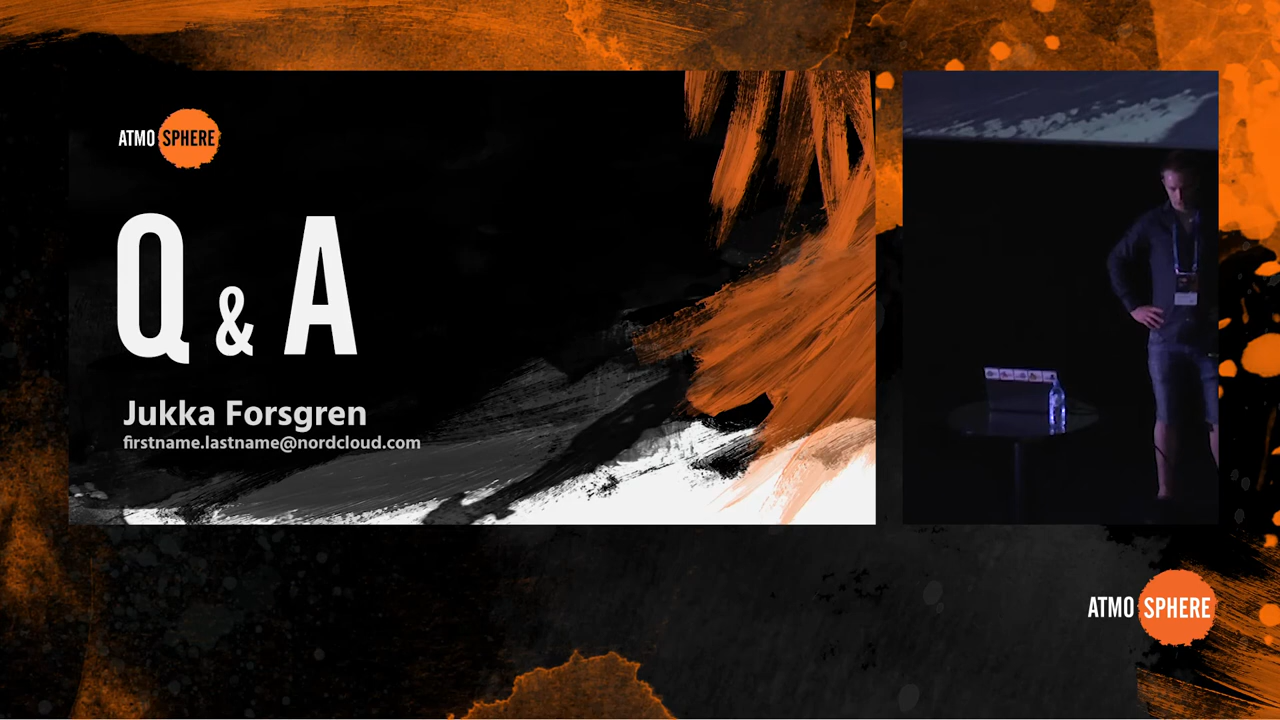 ATMO SPHERE
Q & A
Jukka Forsgren
firstname.lastname@nordcloud.com
ATMO SPHERE